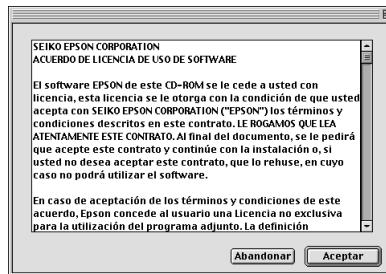 SEIKO EPSON CORPORATION
ACUERDO DE LICENCIA DE USO DE SOFTWARE
El software EPSON de este CD-ROM se le cede a usted con
licencia, esta licencia se le otorga con la condición de que usted
acepta con SEIKO EPSON CORPORATION ("EPSON") los términos y
condiciones descritos en este contrato. LE ROGAMOS QUE LEA
ATENTAMENTE ESTE CONTRATO. Al final del documento, se le pedirá
que acepte este contrato y continúe con la instalación o, si
usted no desea aceptar este contrato, que lo rehuse, en cuyo
caso no podrá utilizar el software.
En caso de aceptación de los términos y condiciones de este
acuerdo, Epson concede al usuario una Licencia no exclusiva
para la utilización del programa adjunto. La definición
Abandonar
Aceptar